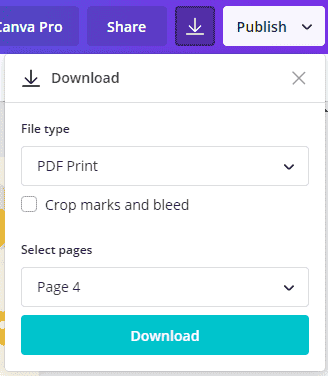 Canva Pro Share Publish
Download
File type
PDF Print
Crop marks and bleed
Select pages
Page 4
Download